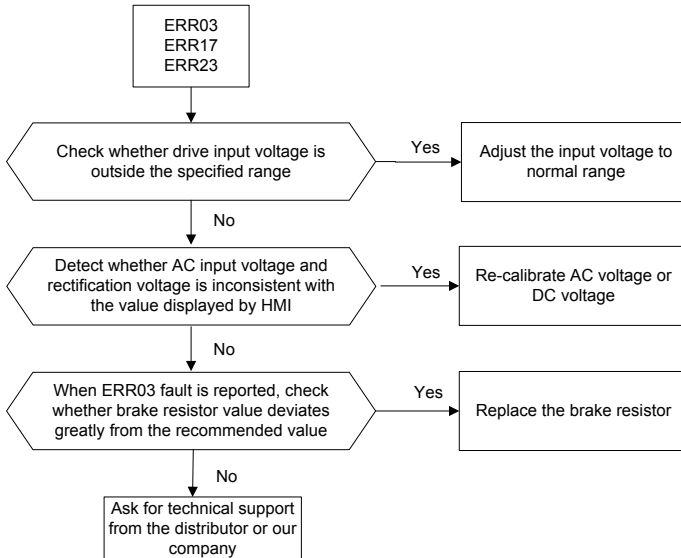 ERR03
ERR17
ERR23
Check whether drive input voltage is
outside the specified range
Yes
Adjust the input voltage to
normal range
No
Detect whether AC input voltage and
rectification voltage is inconsistent with
the value displayed by HMI
Yes
Re-calibrate AC voltage or
DC voltage
No
When ERR03 fault is reported, check
whether brake resistor value deviates
greatly from the recommended value
Yes
Replace the brake resistor
No
Ask for technical support
from the distributor or our
company